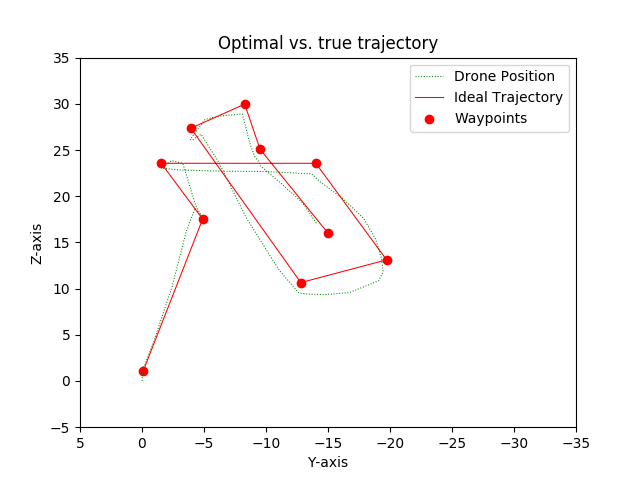 Optimal vs. true trajectory
Drone Position
Ideal Trajectory
Waypoints
Z-axis
35
30
25
20
15
10
5
0
−5
5 0 −5 −10 −15 −20 −25 −30 −35
Y-axis